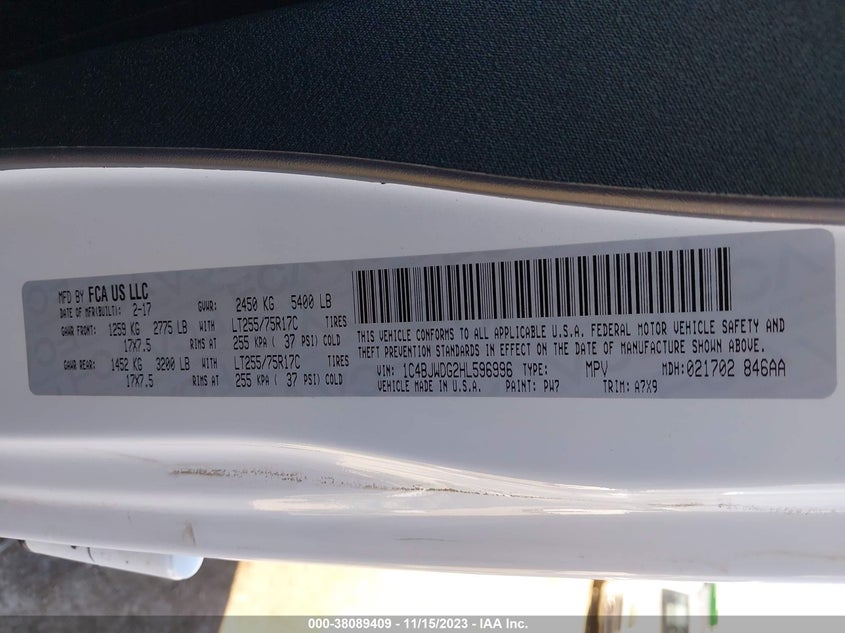 MFD BY FCA US LLC
DATE OF MFR(BUILT): 2-17 GVWR: 2450 KG 5400 LB
GAWR FRONT: 1259 KG 2775 LB WITH LT255/75R17C TIRES
17X7.5 RIMS AT 255 KPA ( 37 PSI) COLD
GAWR REAR: 1452 KG 3200 LB WITH LT255/75R17C TIRES
17X7.5 RIMS AT 255 KPA ( 37 PSI) COLD
THIS VEHICLE CONFORMS TO ALL APPLICABLE U.S.A. FEDERAL MOTOR VEHICLE SAFETY AND
THEFT PREVENTION STANDARDS IN EFFECT ON THE DATE OF MANUFACTURE SHOWN ABOVE.
VIN: 1C4BJWDG2HL596996 TYPE: MPV MDH:021702 846AA
VEHICLE MADE IN U.S.A. PAINT: PW7 TRIM: A7X9
000-38089409 - 11/15/2023 - IAA Inc.